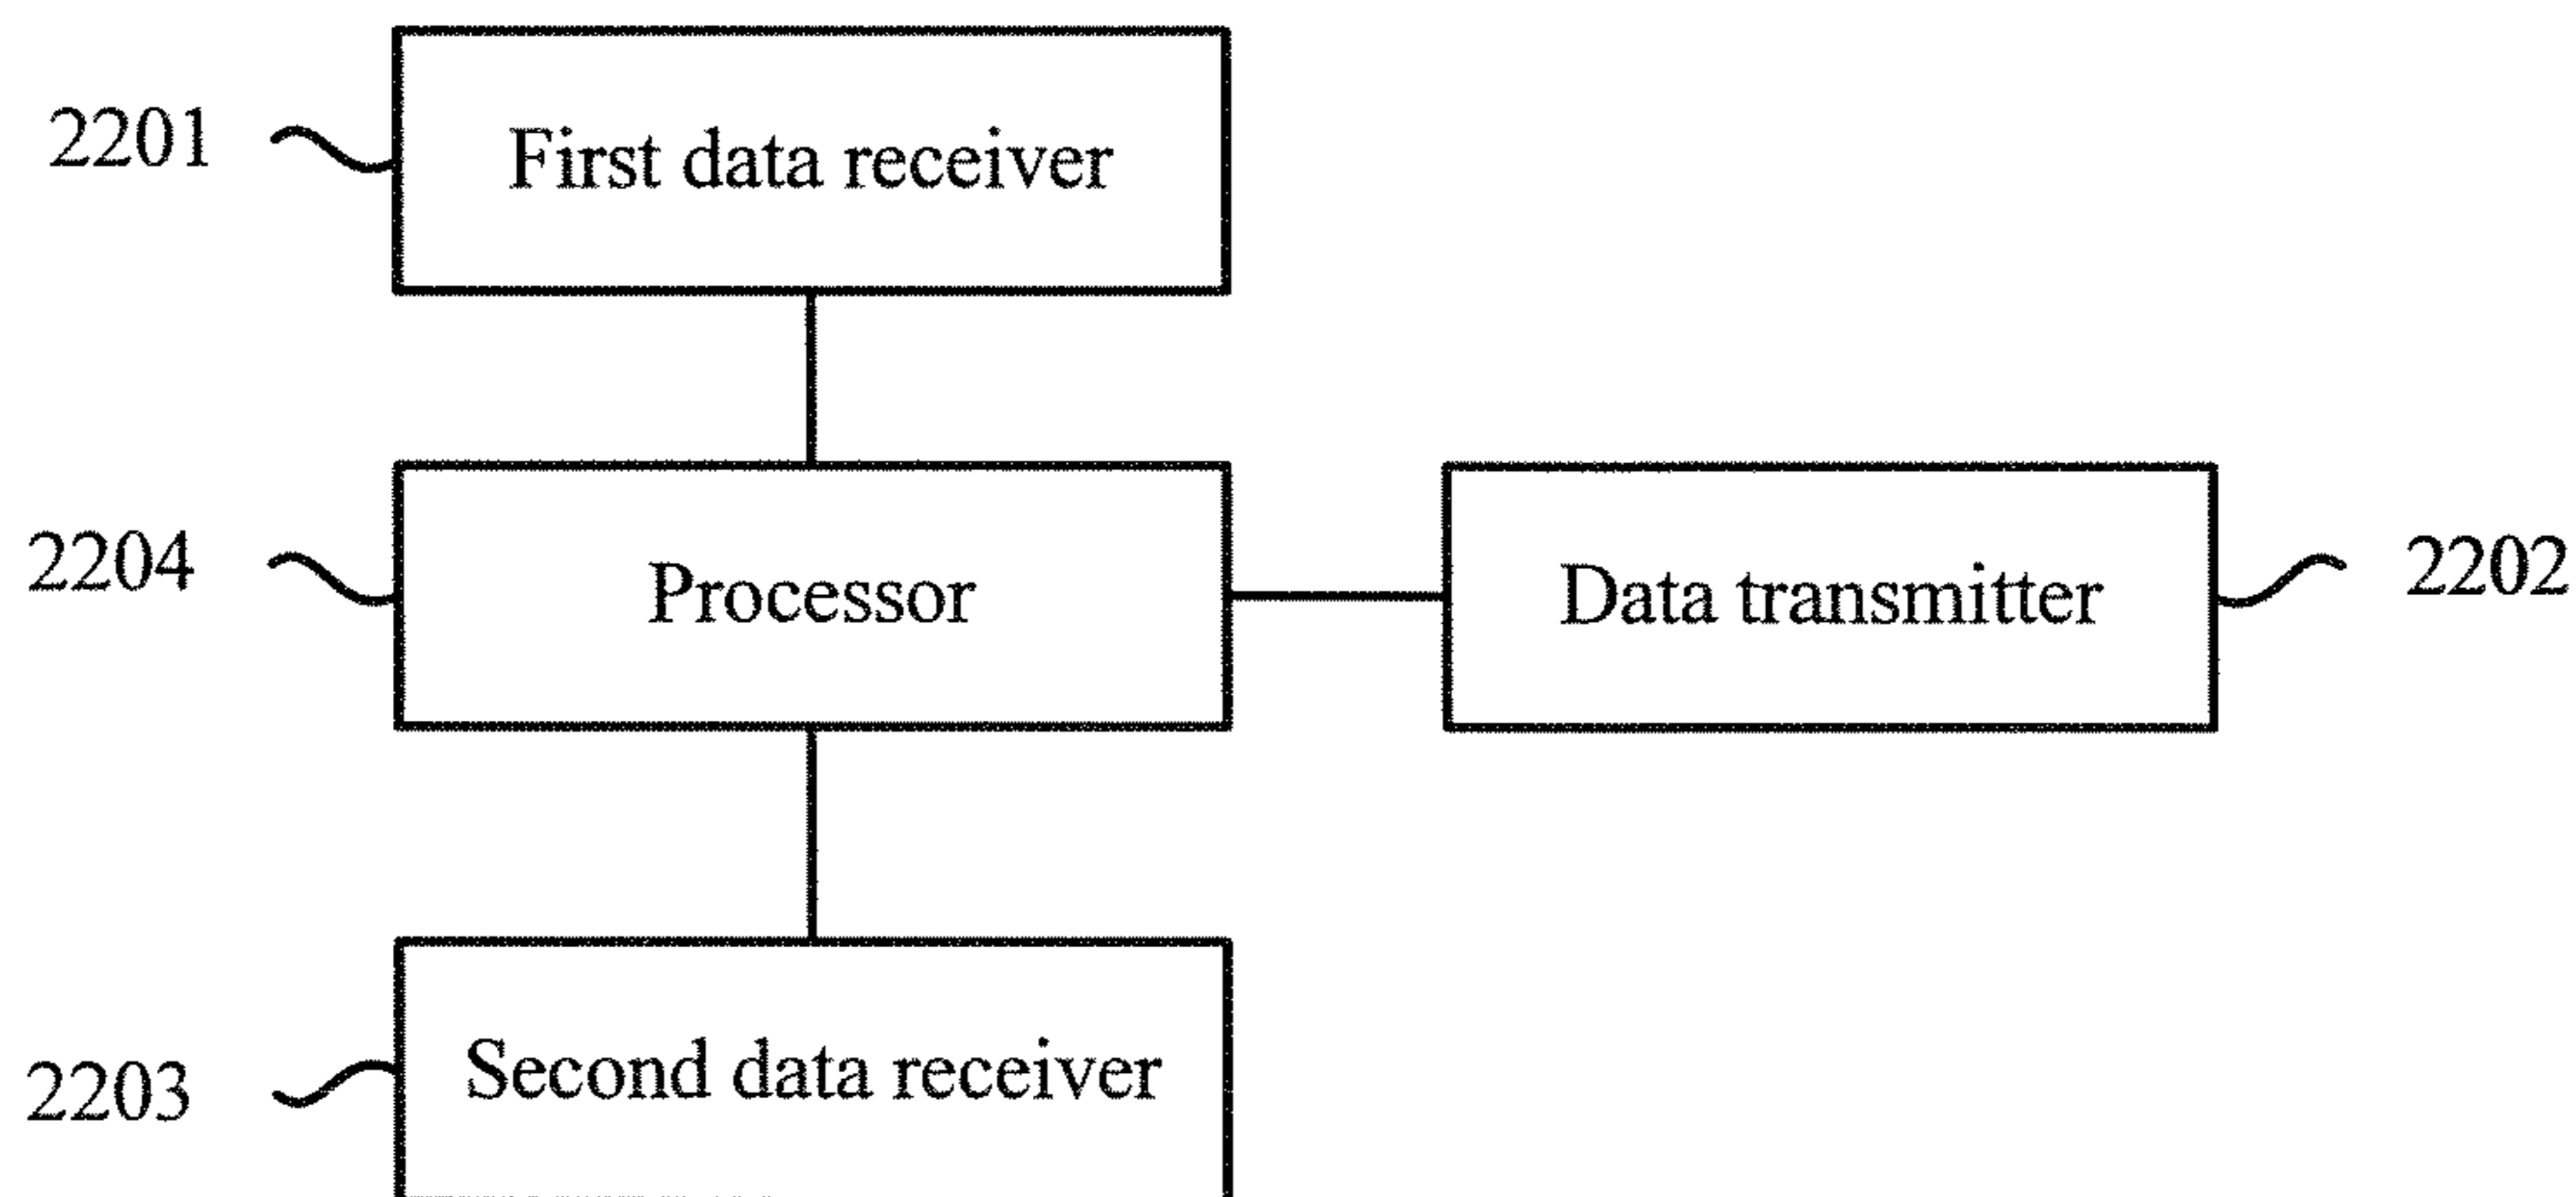 2201
First data receiver
2204
Processor
Data transmitter
2202
Second data receiver
2203